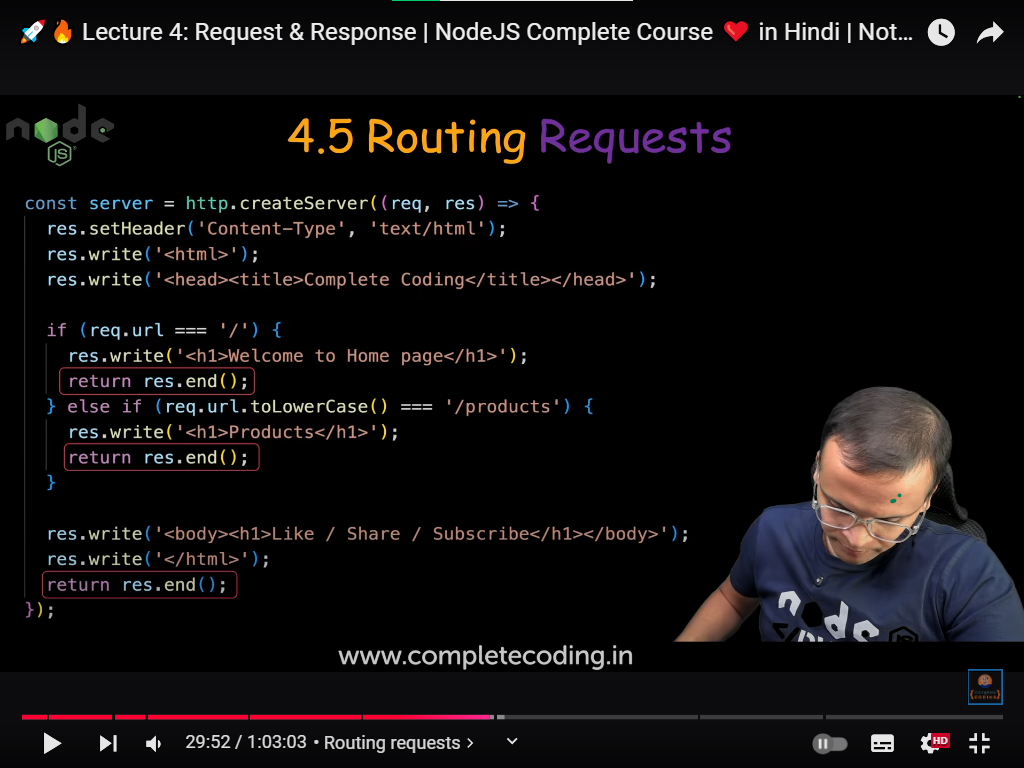 🚀🔥 Lecture 4: Request & Response | NodeJS Complete Course ❤️ in Hindi | Not...
node
JS
4.5 Routing Requests
const server = http.createServer((req, res) => {
res.setHeader('Content-Type', 'text/html');
res.write('<html>');
res.write('<head><title>Complete Coding</title></head>');
if (req.url === '/') {
res.write('<h1>Welcome to Home page</h1>');
return res.end();
} else if (req.url.toLowerCase() === '/products') {
res.write('<h1>Products</h1>');
return res.end();
}
res.write('<body><h1>Like / Share / Subscribe</h1></body>');
res.write('</html>');
return res.end();
});
node
JS
www.completecoding.in
29:52 / 1:03:03 • Routing requests >
HD